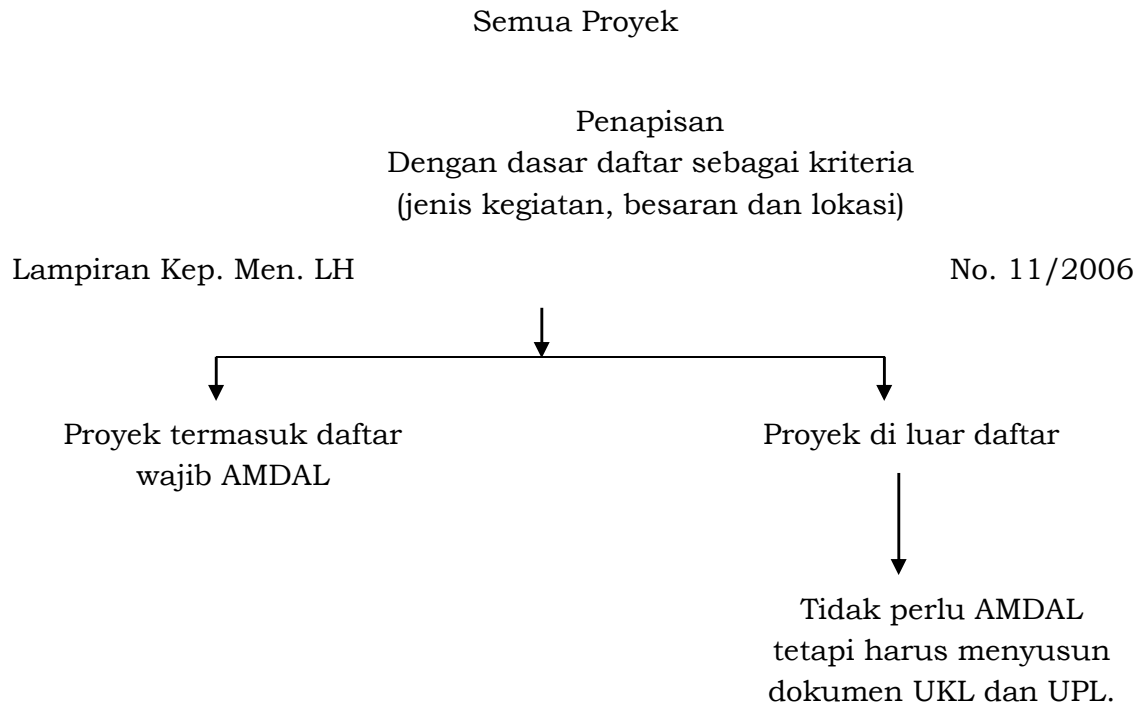 Semua Proyek
Penapisan
Dengan dasar daftar sebagai kriteria
(jenis kegiatan, besaran dan lokasi)
Lampiran Kep. Men. LH No. 11/2006
Proyek termasuk daftar
wajib AMDAL
Proyek di luar daftar
Tidak perlu AMDAL
tetapi harus menyusun
dokumen UKL dan UPL.